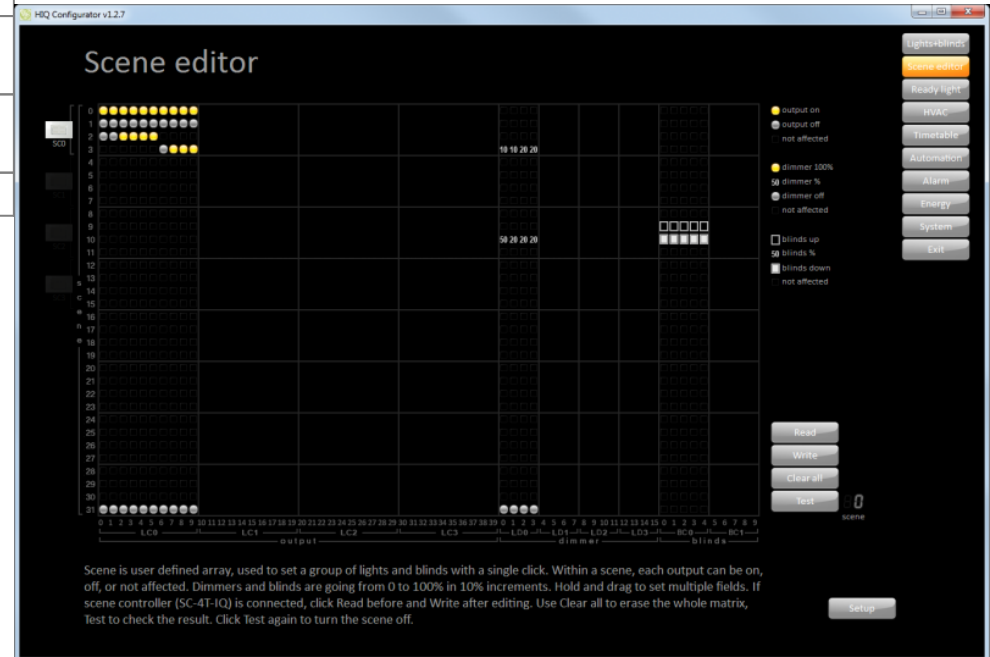 HIQ Configurator v1.2.7
Scene editor
Lights+blinds
Scene editor
Ready light
HVAC
Timetable
Automation
Alarm
Energy
System
Exit
SC0
scene
0
1
2
3 10 10 20 20
4
5
6
7
8
9
10 50 20 20 20
11
12
13
14
15
16
17
18
19
20
21
22
23
24
25
26
27
28
29
30
31
output on
output off
not affected
dimmer 100%
50 dimmer %
dimmer off
not affected
blinds up
50 blinds %
blinds down
not affected
Read
Write
Clear all
Test
0
scene
0 1 2 3 4 5 6 7 8 9 10 11 12 13 14 15 16 17 18 19 20 21 22 23 24 25 26 27 28 29 30 31 32 33 34 35 36 37 38 39 0 1 2 3 4 5 6 7 8 9 10 11 12 13 14 15 0 1 2 3 4 5 6 7 8 9
LC0 LC1 LC2 LC3 LD0 LD1 LD2 LD3 BC0 BC1
output dimmer blinds
Scene is user defined array, used to set a group of lights and blinds with a single click. Within a scene, each output can be on,
off, or not affected. Dimmers and blinds are going from 0 to 100% in 10% increments. Hold and drag to set multiple fields. If
scene controller (SC-4T-IQ) is connected, click Read before and Write after editing. Use Clear all to erase the whole matrix,
Test to check the result. Click Test again to turn the scene off.
Setup